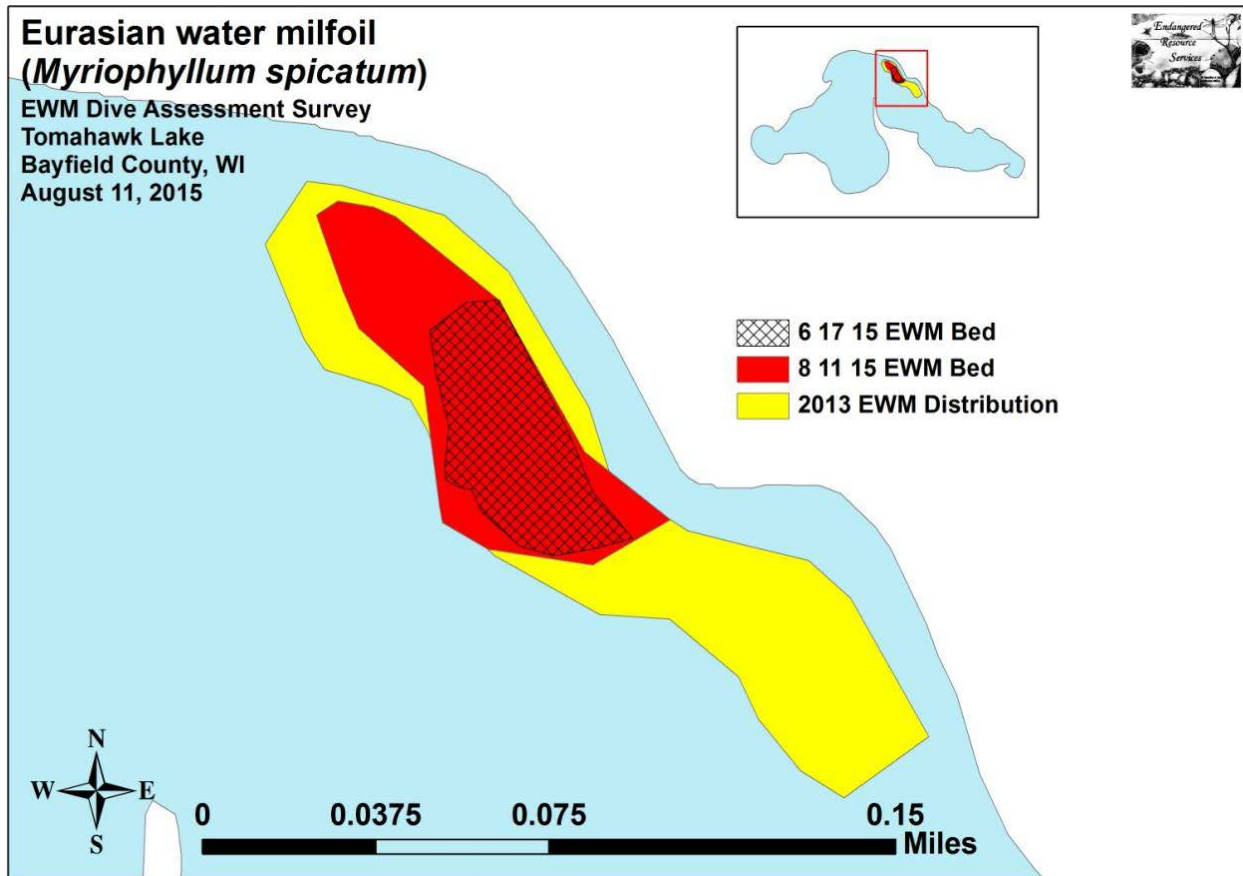 Eurasian water milfoil
(Myriophyllum spicatum)
EWM Dive Assessment Survey
Tomahawk Lake
Bayfield County, WI
August 11, 2015
Endangered
Resource
Services
6 17 15 EWM Bed
8 11 15 EWM Bed
2013 EWM Distribution
N
W E
S
0 0.0375 0.075 0.15
Miles